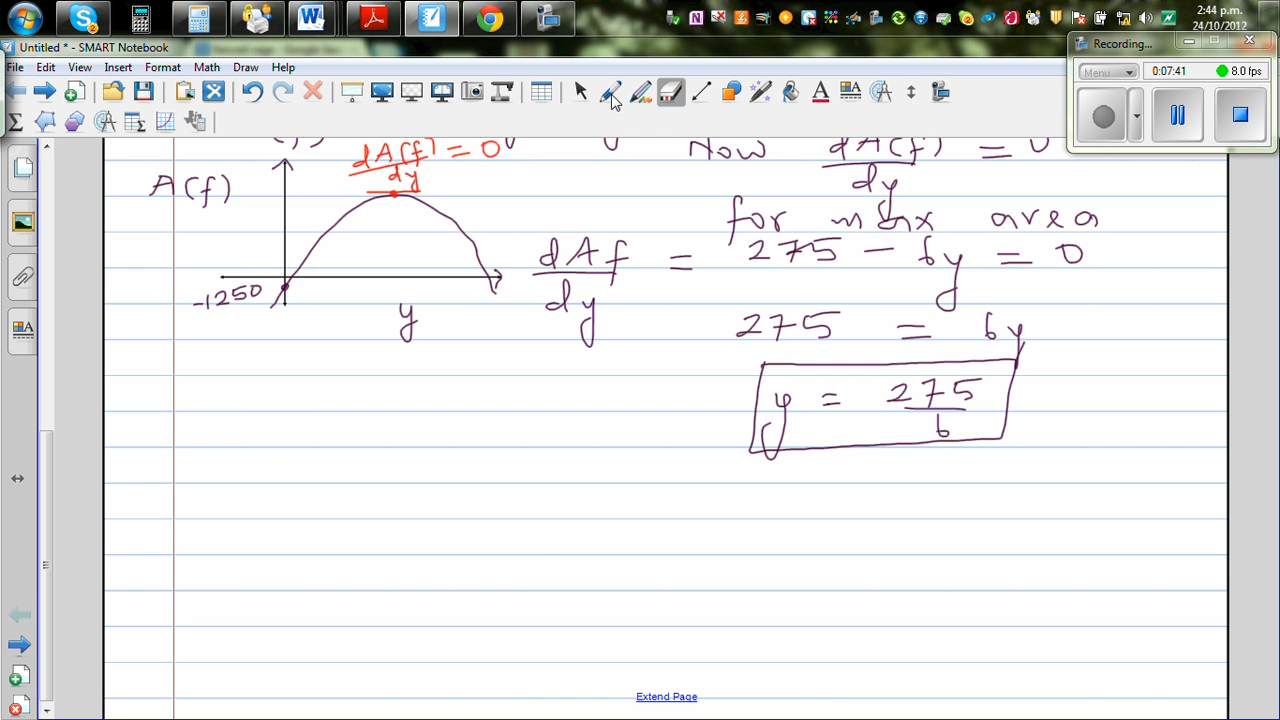 2:44 p.m.
24/10/2012
Untitled * - SMART Notebook
Recording...
File Edit View Insert Format Math Draw Help
Menu 0:07:41 8.0 fps
dA(f) = 0
dy
Now dA(f) = 0
dy
A(f)
for max area
dAf = 275 - 6y = 0
dy
-1250
y
275 = 6y
y = 275
6
Extend Page